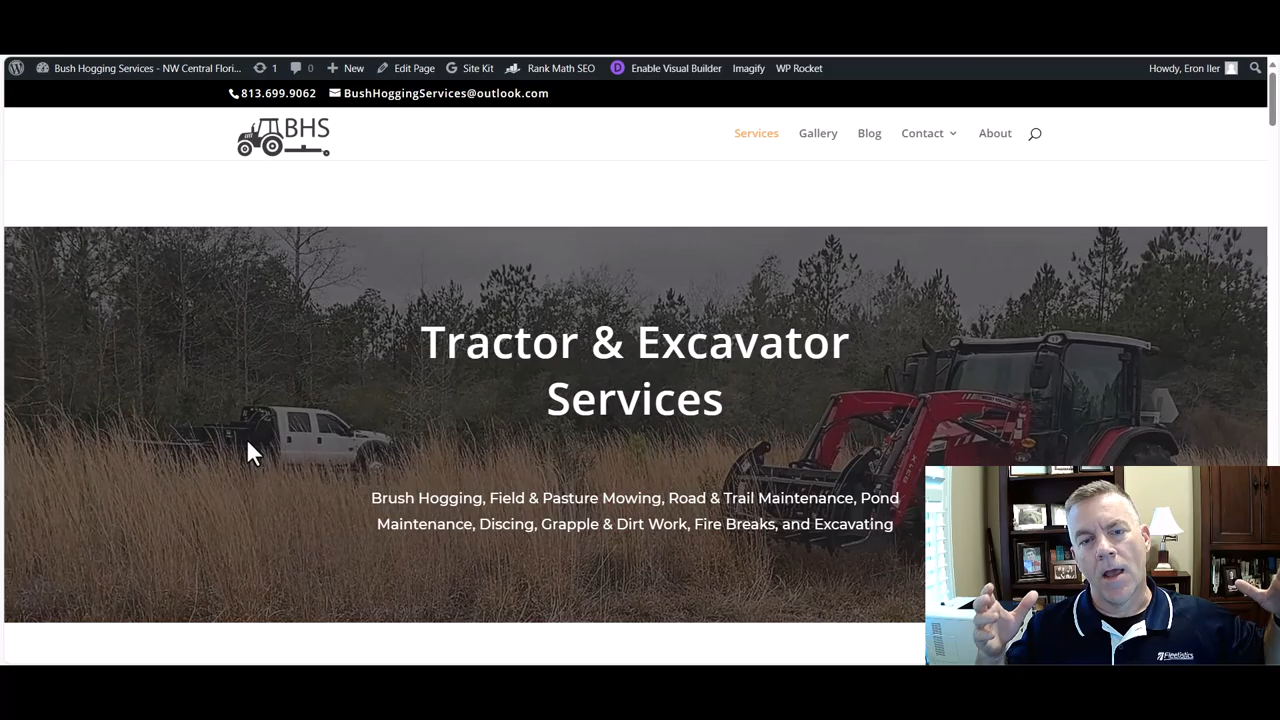 Bush Hogging Services - NW Central Flori... 1 0 New Edit Page Site Kit Rank Math SEO Enable Visual Builder Imagify WP Rocket Howdy, Eron Iler
813.699.9062 BushHoggingServices@outlook.com
BHS Services Gallery Blog Contact About
Tractor & Excavator
Services
Brush Hogging, Field & Pasture Mowing, Road & Trail Maintenance, Pond
Maintenance, Discing, Grapple & Dirt Work, Fire Breaks, and Excavating
Fleetistics